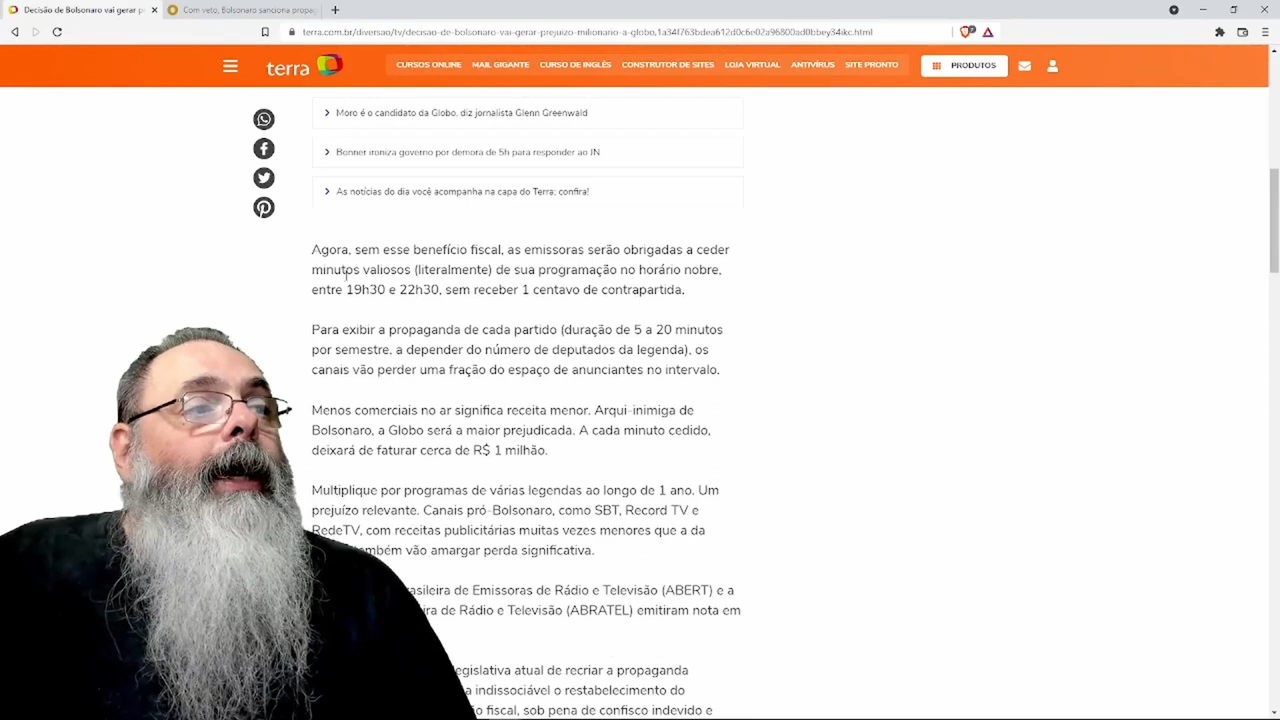 Decisão de Bolsonaro vai gerar pr
Com veto, Bolsonaro sanciona propag
terra.com.br/diversao/tv/decisao-de-bolsonaro-vai-gerar-prejuizo-milionario-a-globo,
terra
CURSOS ONLINE MAIL GIGANTE CURSO DE INGLÊS CONSTRUTOR DE SITES LOJA VIRTUAL ANTIVÍRUS SITE PRONTO PRODUTOS
Moro é o candidato da Globo, diz jornalista Glenn Greenwald
Bonner ironiza governo por demora de 5h para responder ao JN
As notícias do dia você acompanha na capa do Terra; confira!
Agora, sem esse benefício fiscal, as emissoras serão obrigadas a ceder
minutos valiosos (literalmente) de sua programação no horário nobre,
entre 19h30 e 22h30, sem receber 1 centavo de contrapartida.
Para exibir a propaganda de cada partido (duração de 5 a 20 minutos
por semestre, a depender do número de deputados da legenda), os
canais vão perder uma fração do espaço de anunciantes no intervalo.
Menos comerciais no ar significa receita menor. Arqui-inimiga de
Bolsonaro, a Globo será a maior prejudicada. A cada minuto cedido,
deixará de faturar cerca de R$ 1 milhão.
Multiplique por programas de várias legendas ao longo de 1 ano. Um
prejuízo relevante. Canais pró-Bolsonaro, como SBT, Record TV e
RedeTV, com receitas publicitárias muitas vezes menores que a da
também vão amargar perda significativa.
asileira de Emissoras de Rádio e Televisão (ABERT) e a
ira de Rádio e Televisão (ABRATEL) emitiram nota em
egislativa atual de recriar a propaganda
a indissociável o restabelecimento do
ão fiscal, sob pena de confisco indevido e